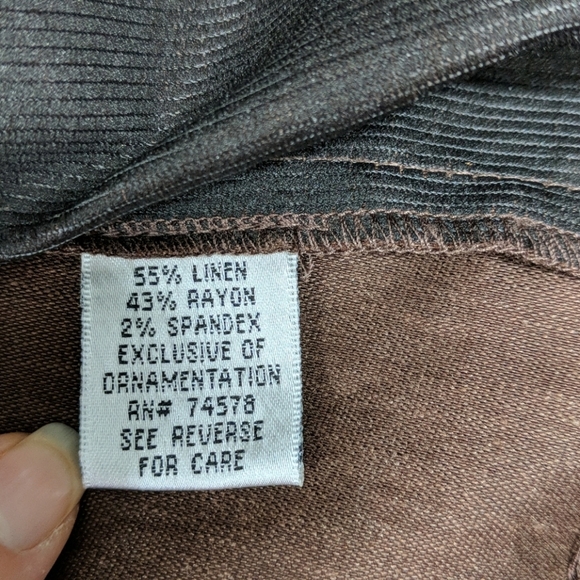 55% LINEN
43% RAYON
2% SPANDEX
EXCLUSIVE OF
ORNAMENTATION
RN# 74578
SEE REVERSE
FOR CARE